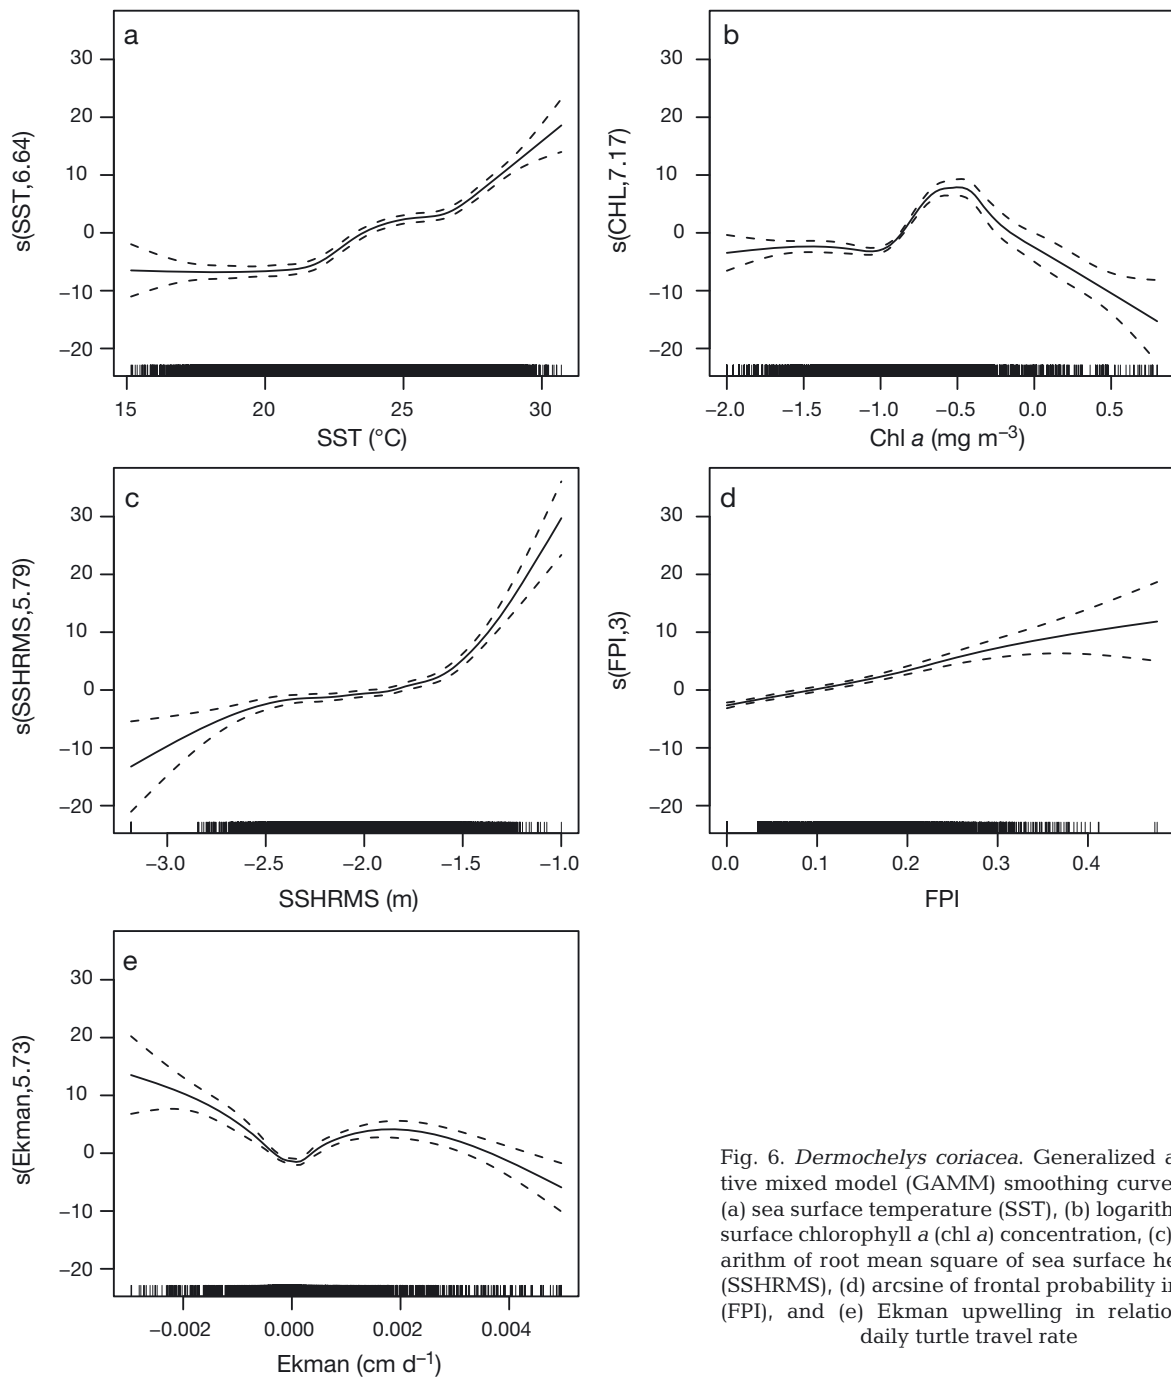 a
30
20
10
0
−10
−20
s(SST,6.64)
15 20 25 30
SST (°C)
b
30
20
10
0
−10
−20
s(CHL,7.17)
−2.0 −1.5 −1.0 −0.5 0.0 0.5
Chl a (mg m−3)
c
30
20
10
0
−10
−20
s(SSHRMS,5.79)
−3.0 −2.5 −2.0 −1.5 −1.0
SSHRMS (m)
d
30
20
10
0
−10
−20
s(FPI,3)
0.0 0.1 0.2 0.3 0.4
FPI
e
30
20
10
0
−10
−20
s(Ekman,5.73)
−0.002 0.000 0.002 0.004
Ekman (cm d−1)
Fig. 6. Dermochelys coriacea. Generalized a
tive mixed model (GAMM) smoothing curve
(a) sea surface temperature (SST), (b) logarith
surface chlorophyll a (chl a) concentration, (c)
arithm of root mean square of sea surface he
(SSHRMS), (d) arcsine of frontal probability i
(FPI), and (e) Ekman upwelling in relatio
daily turtle travel rate